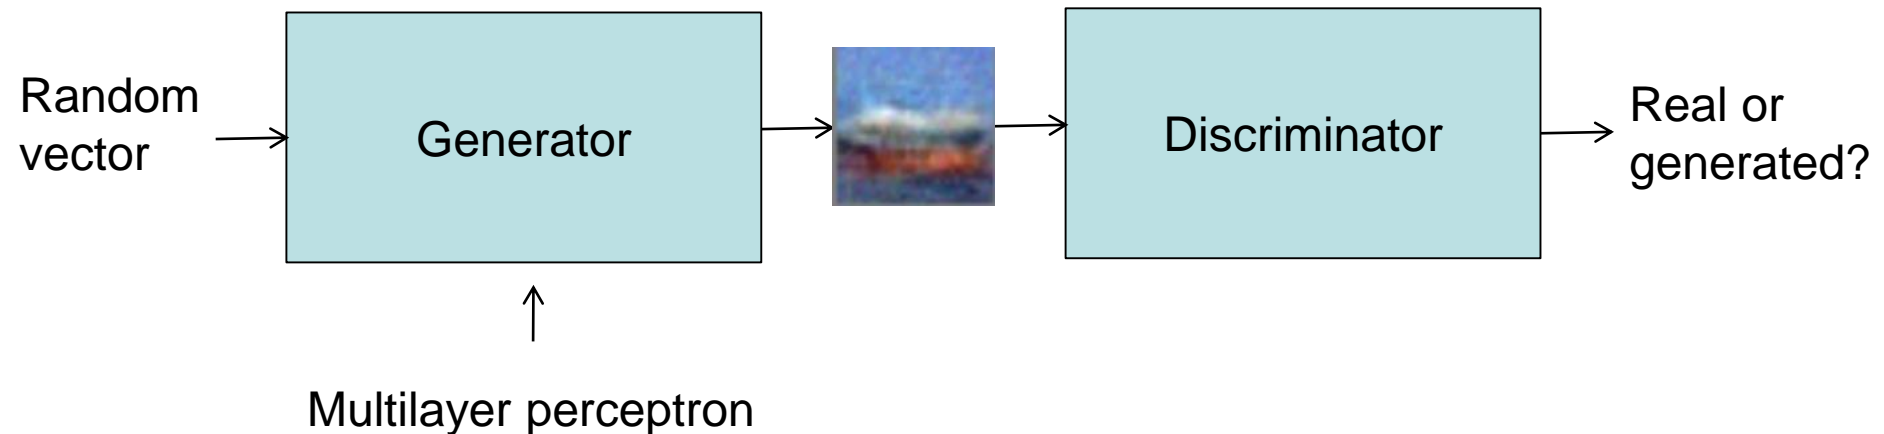 Random
vector
Generator
Discriminator
Real or
generated?
Multilayer perceptron